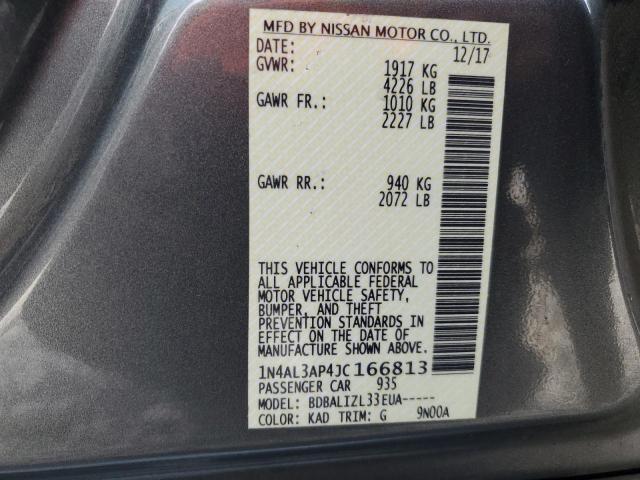 MFD BY NISSAN MOTOR CO., LTD.
DATE: 12/17
GVWR: 1917 KG
4226 LB
GAWR FR.: 1010 KG
2227 LB
GAWR RR.: 940 KG
2072 LB
THIS VEHICLE CONFORMS TO
ALL APPLICABLE FEDERAL
MOTOR VEHICLE SAFETY,
BUMPER, AND THEFT
PREVENTION STANDARDS IN
EFFECT ON THE DATE OF
MANUFACTURE SHOWN ABOVE.
1N4AL3AP4JC166813
PASSENGER CAR 935
MODEL: BDBALIZL33EUA-----
COLOR: KAD TRIM: G 9N00A